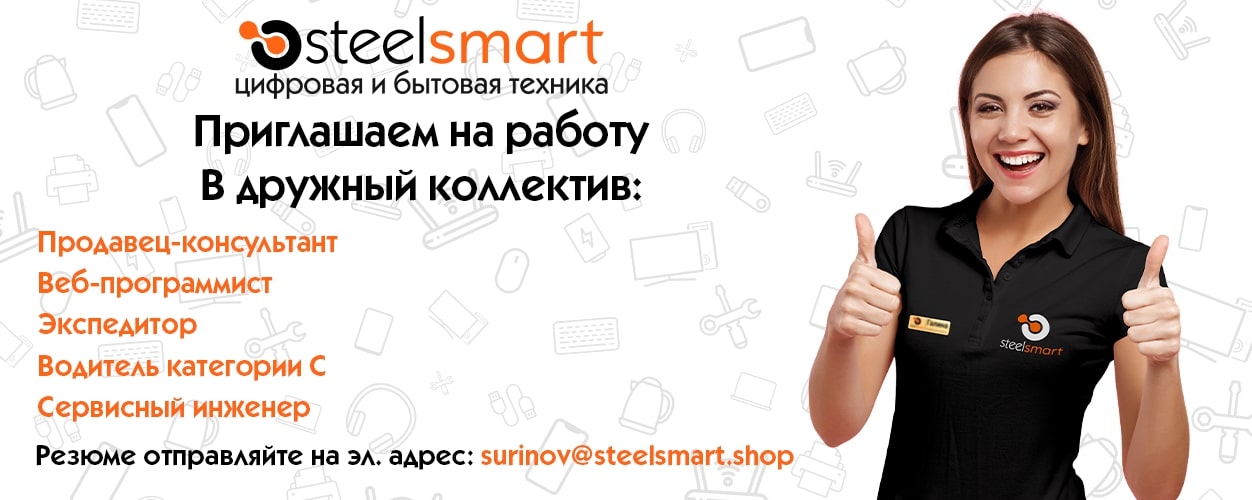 steelsmart
цифровая и бытовая техника
Приглашаем на работу
В дружный коллектив:
Продавец-консультант
Веб-программист
Экспедитор
Водитель категории С
Сервисный инженер
Резюме отправляйте на эл. адрес: surinov@steelsmart.shop
Галина
steelsmart